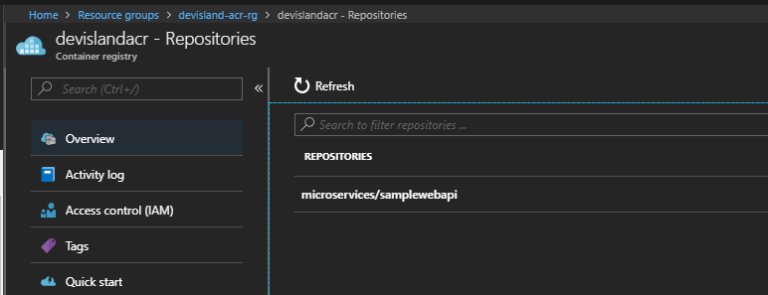 Home > Resource groups > devisland-acr-rg > devislandacr - Repositories
devislandacr - Repositories
Container registry
Search (Ctrl+/)
«
Refresh
Search to filter repositories ...
REPOSITORIES
microservices/samplewebapi
Overview
Activity log
Access control (IAM)
Tags
Quick start